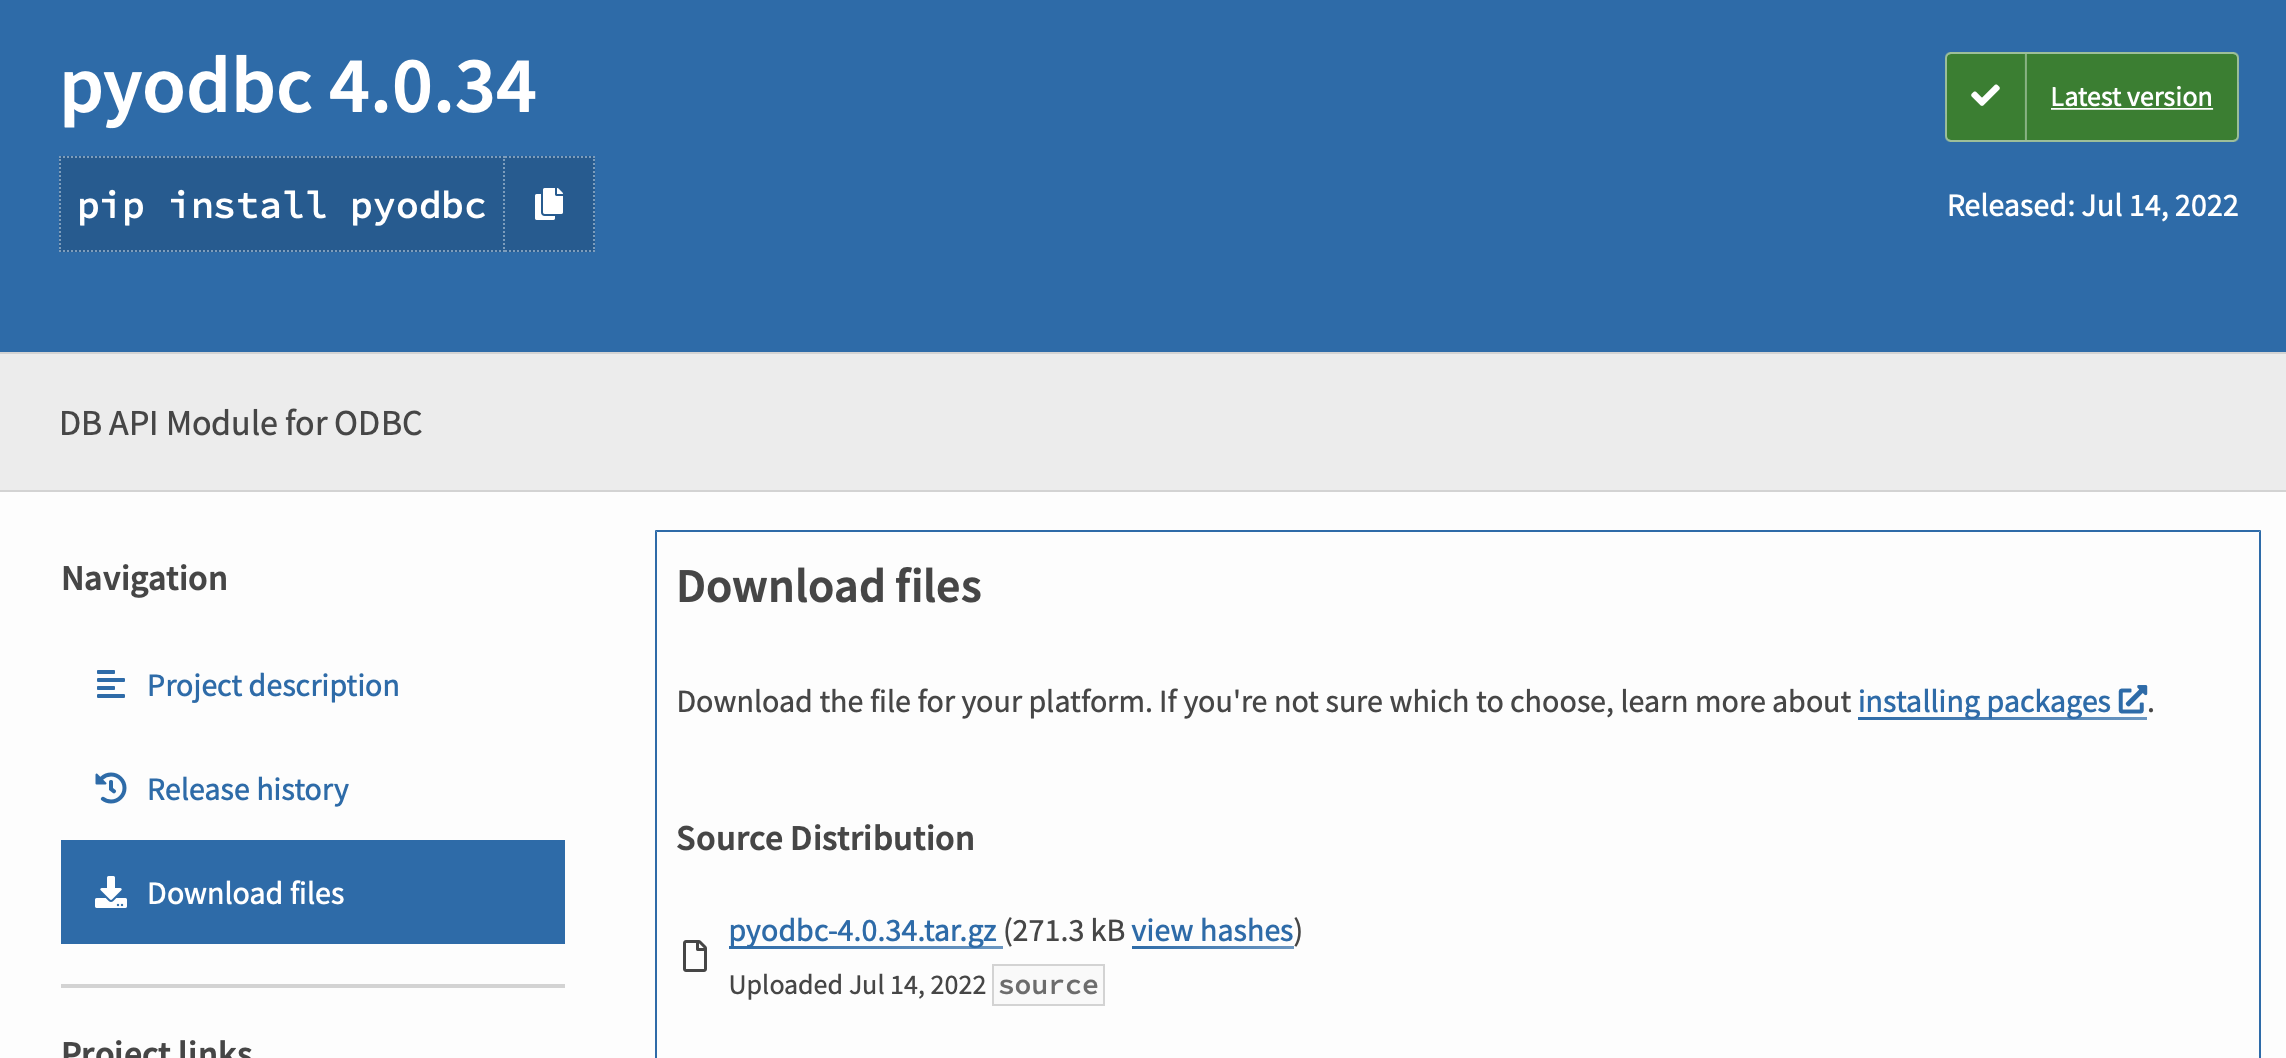 pyodbc 4.0.34
pip install pyodbc
Latest version
Released: Jul 14, 2022
DB API Module for ODBC
Navigation
Project description
Release history
Download files
Project links
Download files
Download the file for your platform. If you're not sure which to choose, learn more about installing packages.
Source Distribution
pyodbc-4.0.34.tar.gz (271.3 kB view hashes)
Uploaded Jul 14, 2022 source